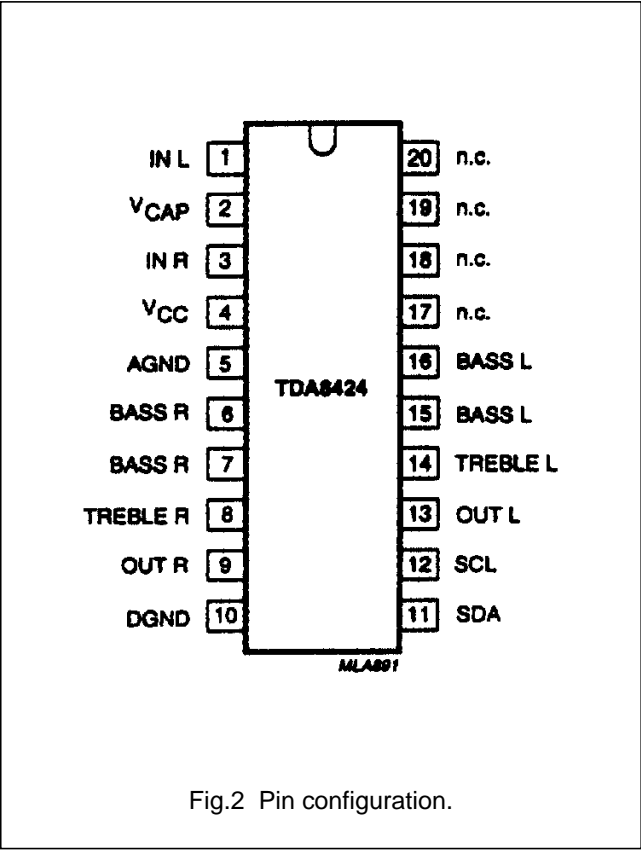 IN L 1 20 n.c.
VCAP 2 19 n.c.
IN R 3 18 n.c.
VCC 4 17 n.c.
AGND 5 16 BASS L
TDA8424
BASS R 6 15 BASS L
BASS R 7 14 TREBLE L
TREBLE R 8 13 OUT L
OUT R 9 12 SCL
DGND 10 11 SDA
MLA891
Fig.2 Pin configuration.